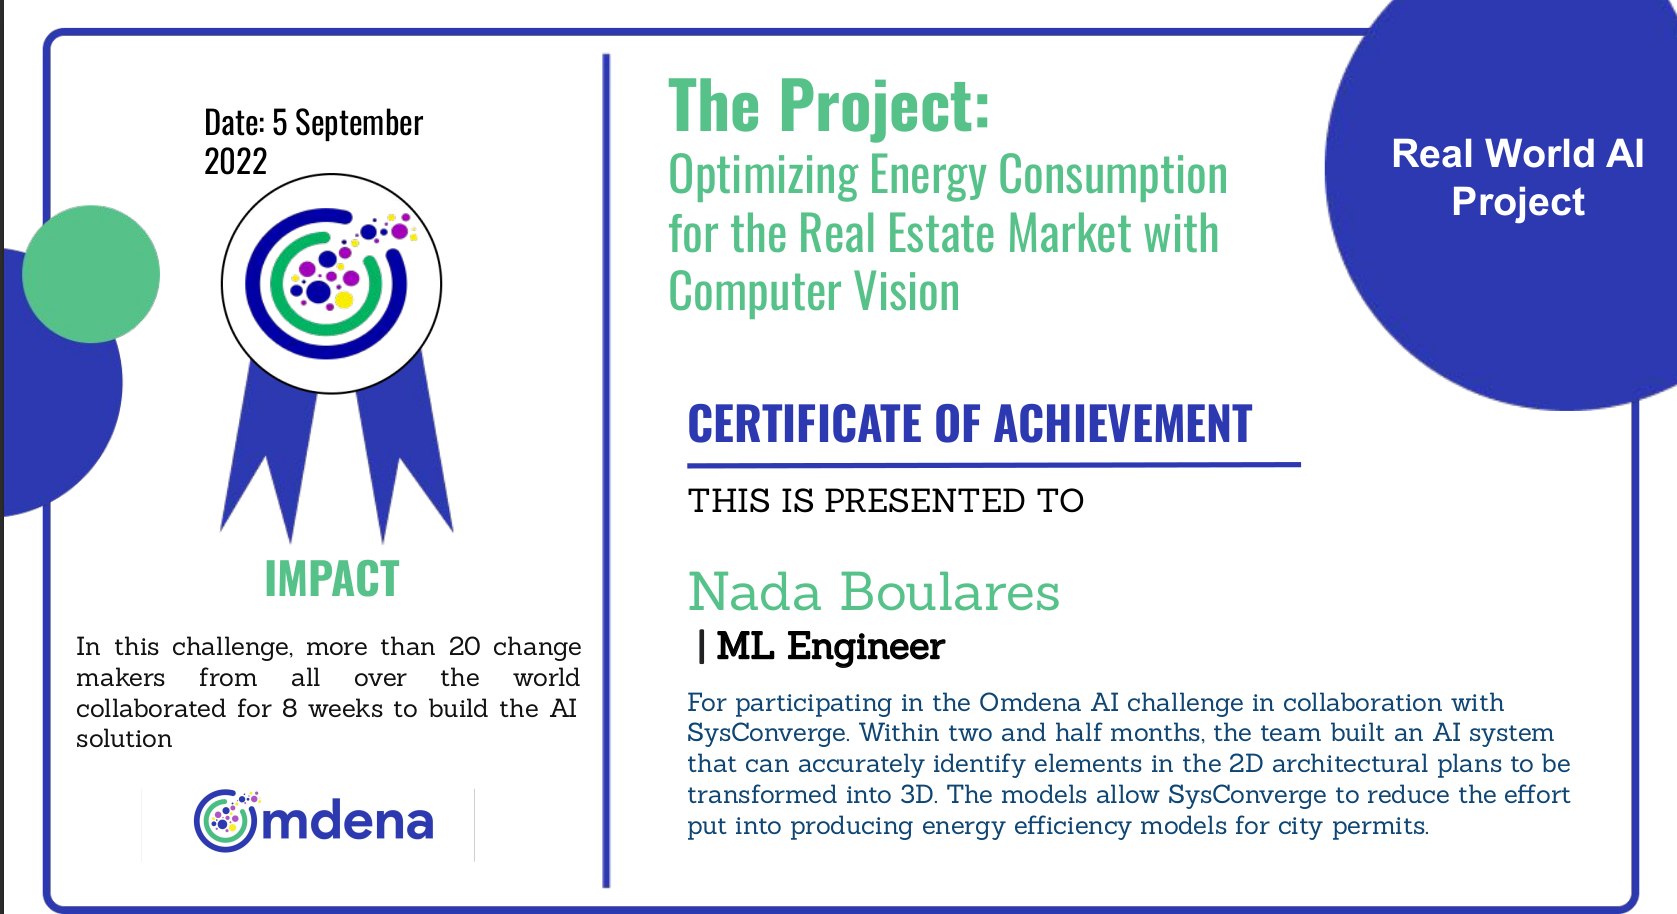 Date: 5 September
2022
IMPACT
In this challenge, more than 20 change
makers from all over the world
collaborated for 8 weeks to build the AI
solution
Omdena
The Project:
Optimizing Energy Consumption
for the Real Estate Market with
Computer Vision
Real World AI
Project
CERTIFICATE OF ACHIEVEMENT
THIS IS PRESENTED TO
Nada Boulares
| ML Engineer
For participating in the Omdena AI challenge in collaboration with
SysConverge. Within two and half months, the team built an AI system
that can accurately identify elements in the 2D architectural plans to be
transformed into 3D. The models allow SysConverge to reduce the effort
put into producing energy efficiency models for city permits.